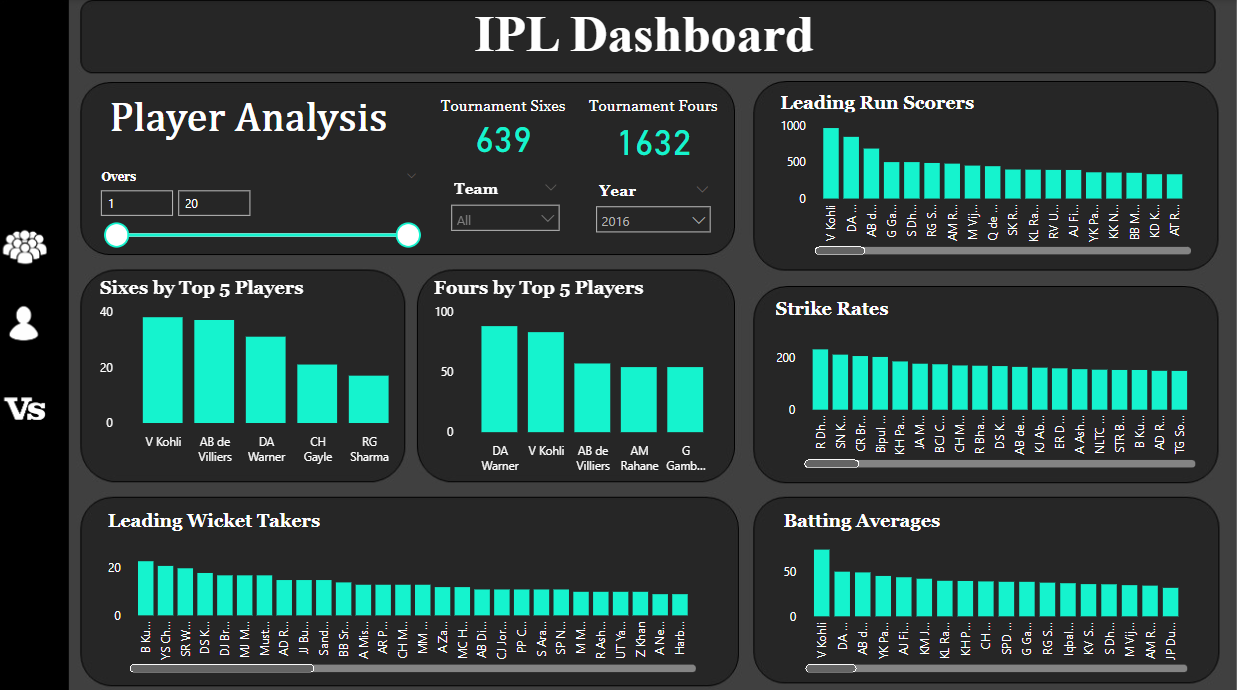 IPL Dashboard
Player Analysis
Tournament Sixes
639
Tournament Fours
1632
Overs
1
20
Team
All
Year
2016
Vs
Leading Run Scorers
1000
500
0
V Kohli
DA ...
AB d...
G Ga...
S Dh...
RG S...
AM R...
M Vij...
Q de ...
SK R...
KL Ra...
RV U...
AJ Fi...
YK Pa...
KK N...
BB M...
KD K...
AT R...
Sixes by Top 5 Players
40
20
0
V Kohli
AB de
Villiers
DA
Warner
CH
Gayle
RG
Sharma
Fours by Top 5 Players
100
50
0
DA
Warner
V Kohli
AB de
Villiers
AM
Rahane
G
Gamb...
Strike Rates
200
0
R Dh...
SN K...
CR Br...
Bipul ...
KH Pa...
JA M...
BCJ C...
CH M...
R Bha...
DS K...
AB de...
KJ Ab...
ER D...
A Ash...
NLTC ...
STR B...
B Ku...
AD R...
TG So...
Leading Wicket Takers
20
0
B Ku...
YS Ch...
SR W...
DS K...
DJ Br...
MJ M...
Must...
AD R...
JJ Bu...
Sand...
BB Sr...
A Mis...
AR P...
CH M...
MM ...
A Za...
MC H...
AB Di...
CJ Jor...
PP C...
S Ara...
SP N...
M M...
R Ash...
UT Ya...
Z Khan
A Ne...
Harb...
Batting Averages
50
0
V Kohli
DA ...
AB d...
YK Pa...
AJ Fi...
KM J...
KL Ra...
KH P...
CH ...
SPD ...
G Ga...
RG S...
Iqbal...
KV S...
S Dh...
M Vij...
AM R...
JP Du...